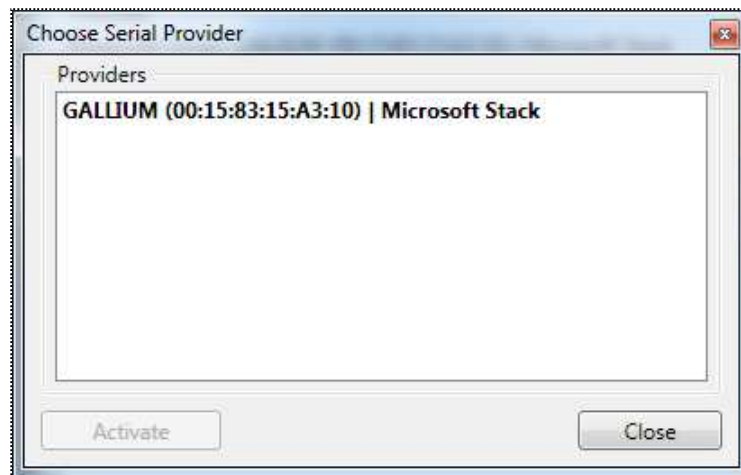 Choose Serial Provider
Providers
GALLIUM (00:15:83:15:A3:10) | Microsoft Stack
Activate
Close